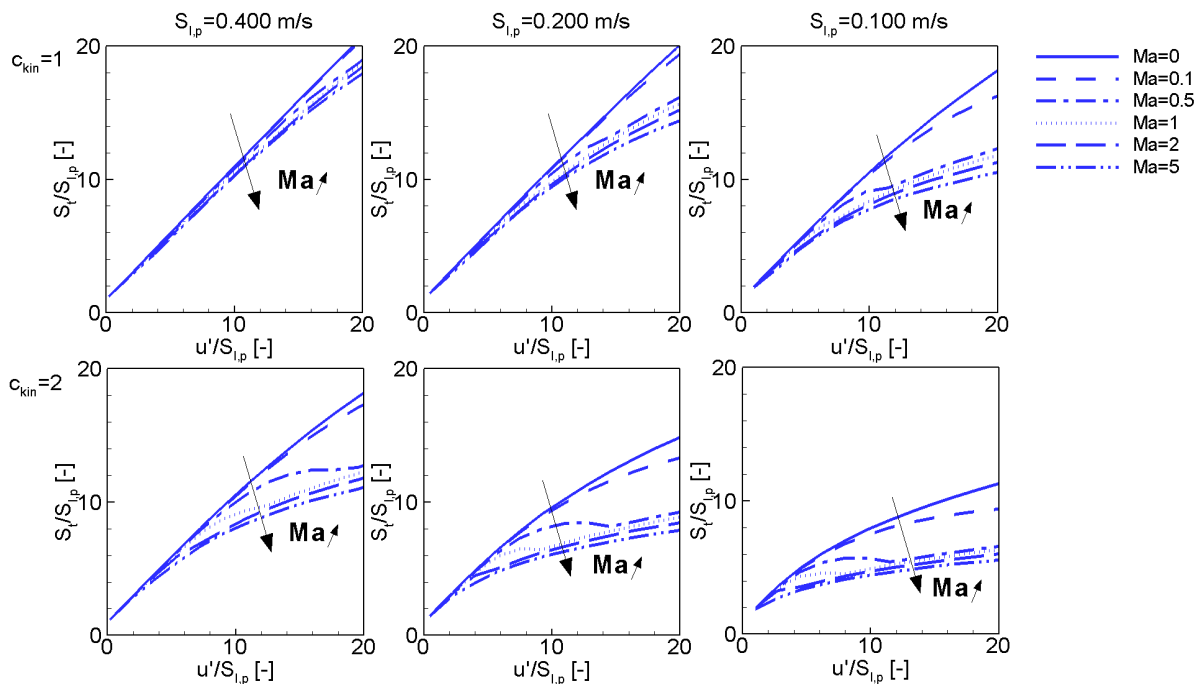 S_l,p=0.400 m/s
S_l,p=0.200 m/s
S_l,p=0.100 m/s
c_kin=1
20
10
0
S_t/S_l,p [-]
Ma
0
10
20
u'/S_l,p [-]
20
10
0
S_t/S_l,p [-]
Ma
0
10
20
u'/S_l,p [-]
20
10
0
S_t/S_l,p [-]
Ma
0
10
20
u'/S_l,p [-]
Ma=0
Ma=0.1
Ma=0.5
Ma=1
Ma=2
Ma=5
c_kin=2
20
10
0
S_t/S_l,p [-]
Ma
0
10
20
u'/S_l,p [-]
20
10
0
S_t/S_l,p [-]
Ma
0
10
20
u'/S_l,p [-]
20
10
0
S_t/S_l,p [-]
Ma
0
10
20
u'/S_l,p [-]